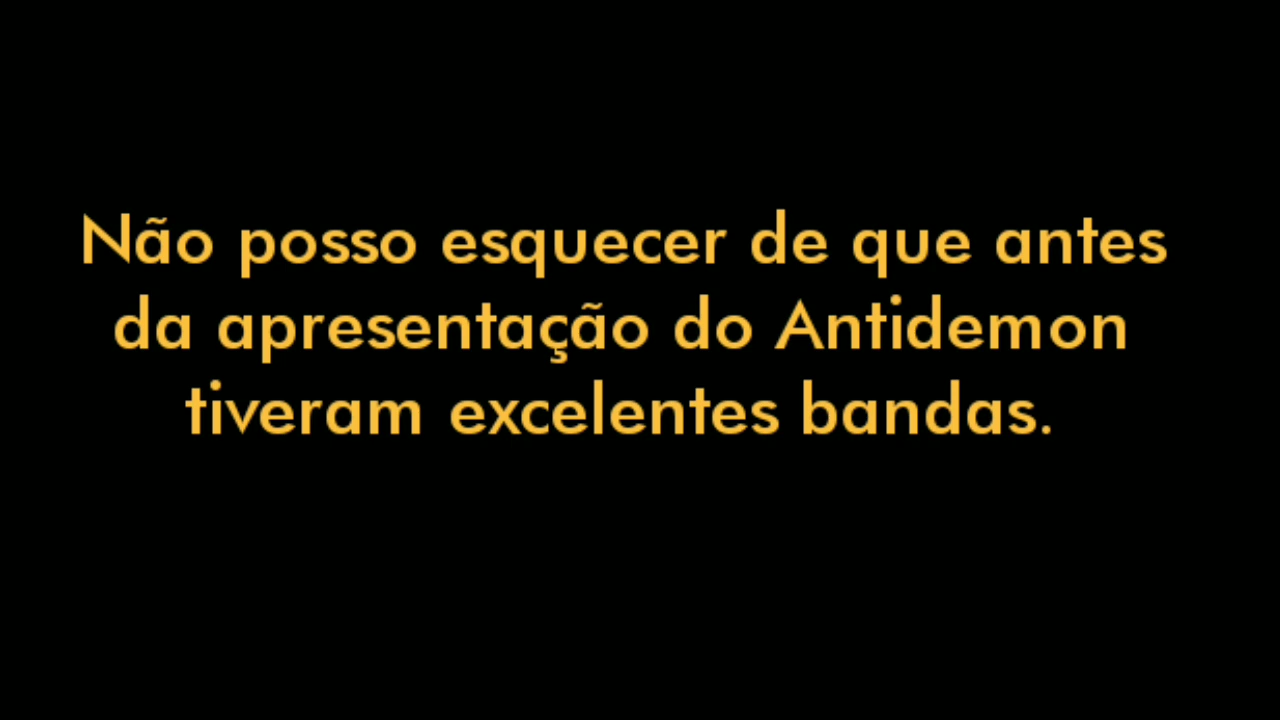 Não posso esquecer de que antes
da apresentação do Antidemon
tiveram excelentes bandas.